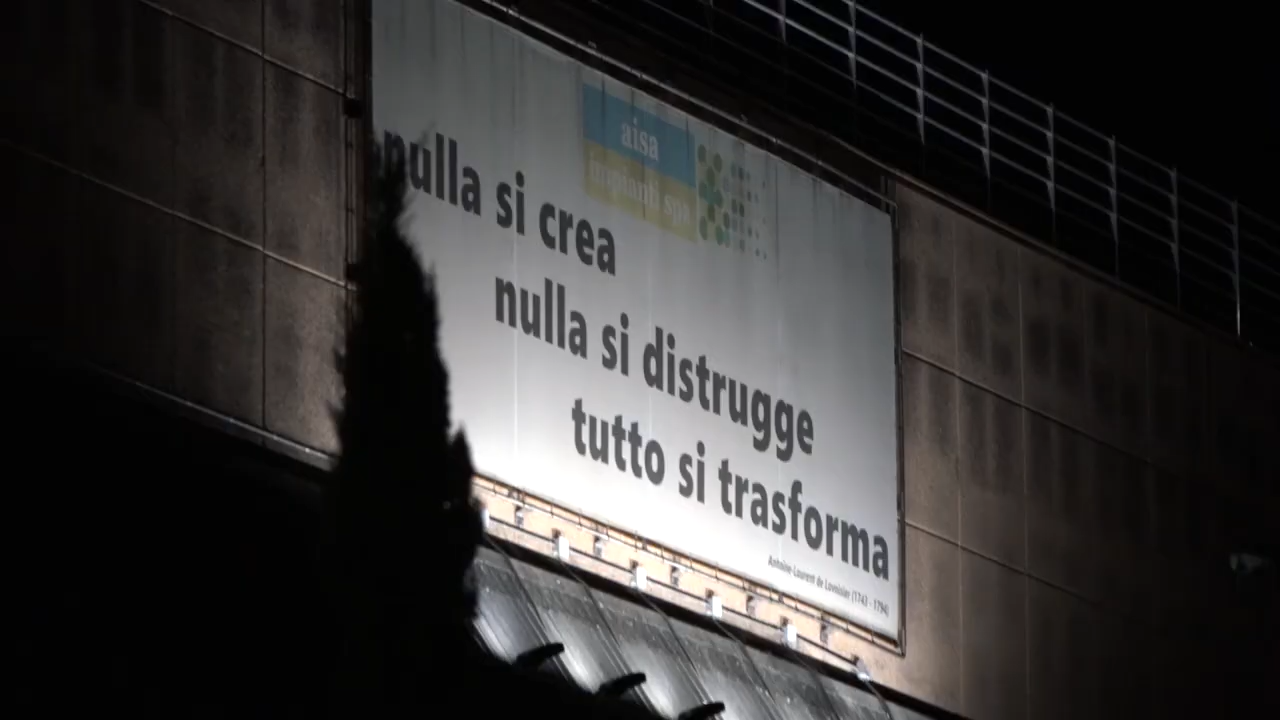 aisa
impianti spa
nulla si crea
nulla si distrugge
tutto si trasforma
Antoine-Laurent de Lavoisier (1743 - 1794)